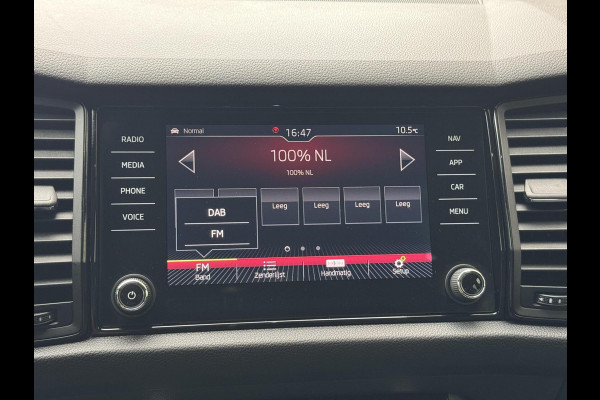 Normal
16:47
10.5°C
RADIO
MEDIA
PHONE
VOICE
100% NL
100% NL
NAV
APP
CAR
MENU
DAB
FM
Leeg
Leeg
Leeg
Leeg
FM
Band
Zenderlijst
Handmatig
Setup